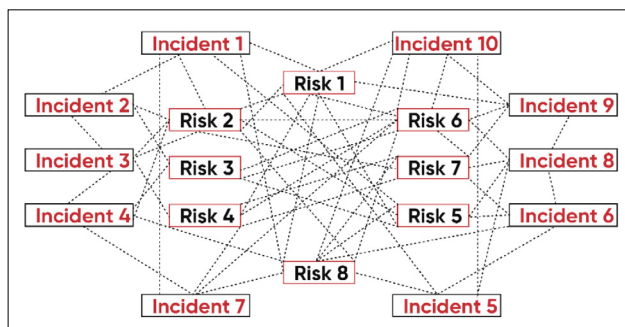 Incident 1
Incident 10
Risk 1
Incident 2
Risk 2
Risk 6
Incident 9
Incident 3
Risk 3
Risk 7
Incident 8
Incident 4
Risk 4
Risk 5
Incident 6
Risk 8
Incident 7
Incident 5